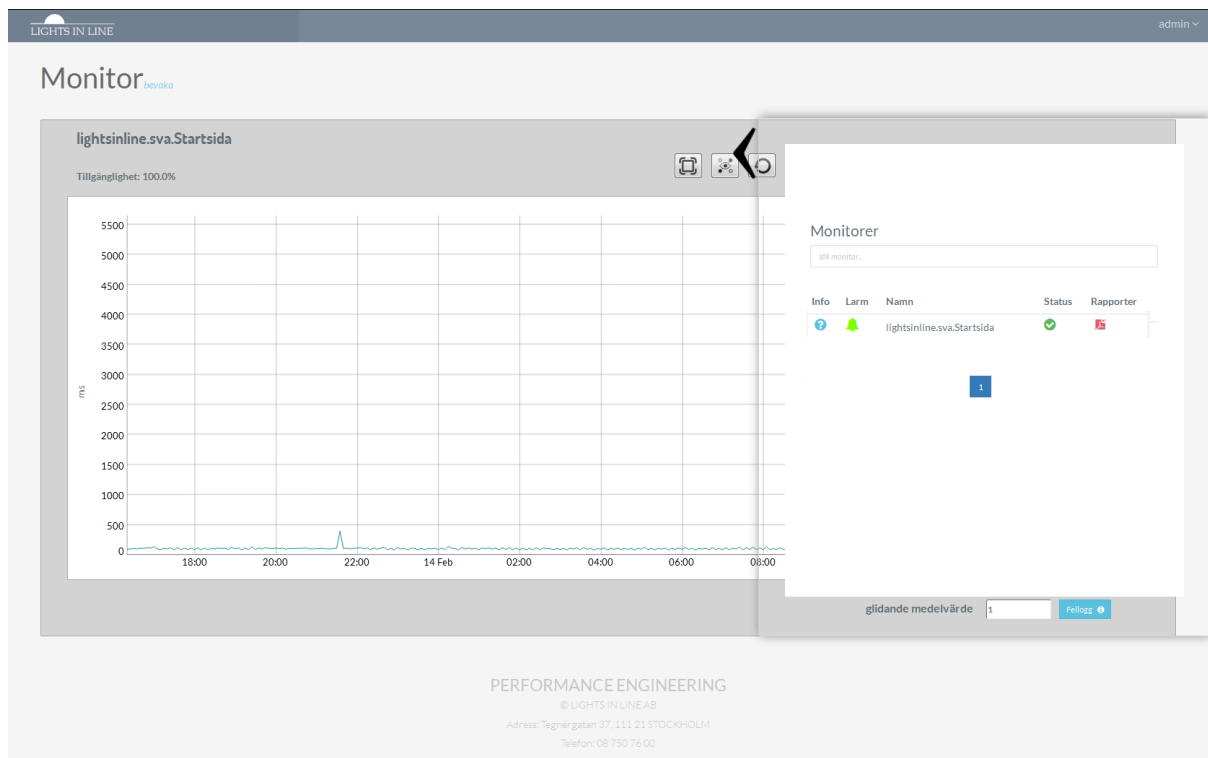 LIGHTS IN LINE
admin
Monitor bevaka
lightsinline.sva.Startsida
Tillgänglighet: 100.0%
5500
5000
4500
4000
3500
3000
2500
2000
1500
1000
500
0
ms
18:00 20:00 22:00 14 Feb 02:00 04:00 06:00 08:00
Monitorer
sök monitor..
Info Larm Namn Status Rapporter
lightsinline.sva.Startsida
1
glidande medelvärde 1 Fellogg
PERFORMANCE ENGINEERING
© LIGHTS IN LINE AB
Adress: Tegnérgatan 37, 111 21 STOCKHOLM
Telefon: 08 750 76 00